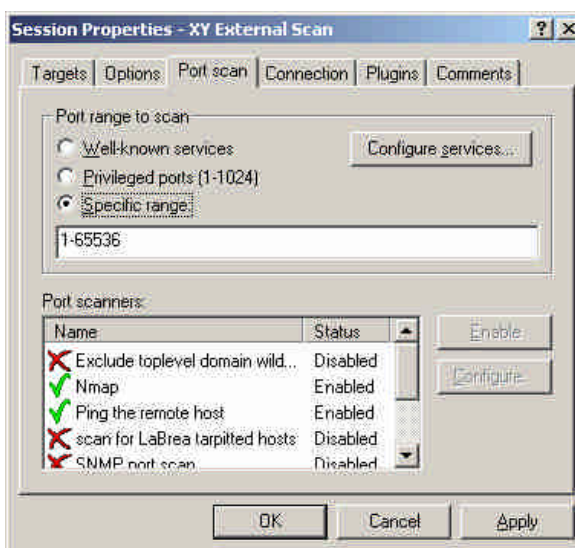 Session Properties - XY External Scan
Targets Options Port scan Connection Plugins Comments
Port range to scan
Well-known services
Configure services...
Privileged ports (1-1024)
Specific range:
1-65536
Port scanners:
Name Status
Exclude toplevel domain wild... Disabled
Enable
Nmap Enabled
Configure
Ping the remote host Enabled
scan for LaBrea tarpitted hosts Disabled
SNMP port scan Disabled
OK Cancel Apply